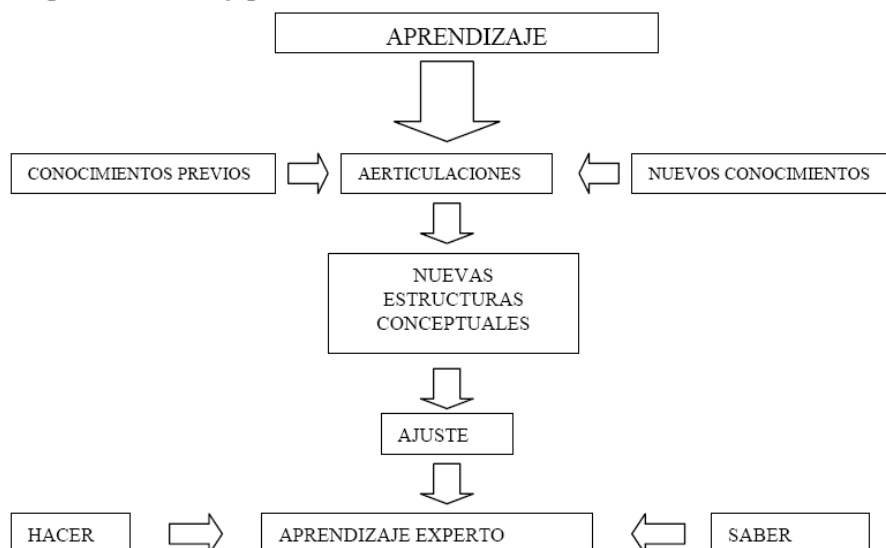 APRENDIZAJE
CONOCIMIENTOS PREVIOS
AERTICULACIONES
NUEVOS CONOCIMIENTOS
NUEVAS
ESTRUCTURAS
CONCEPTUALES
AJUSTE
HACER
APRENDIZAJE EXPERTO
SABER